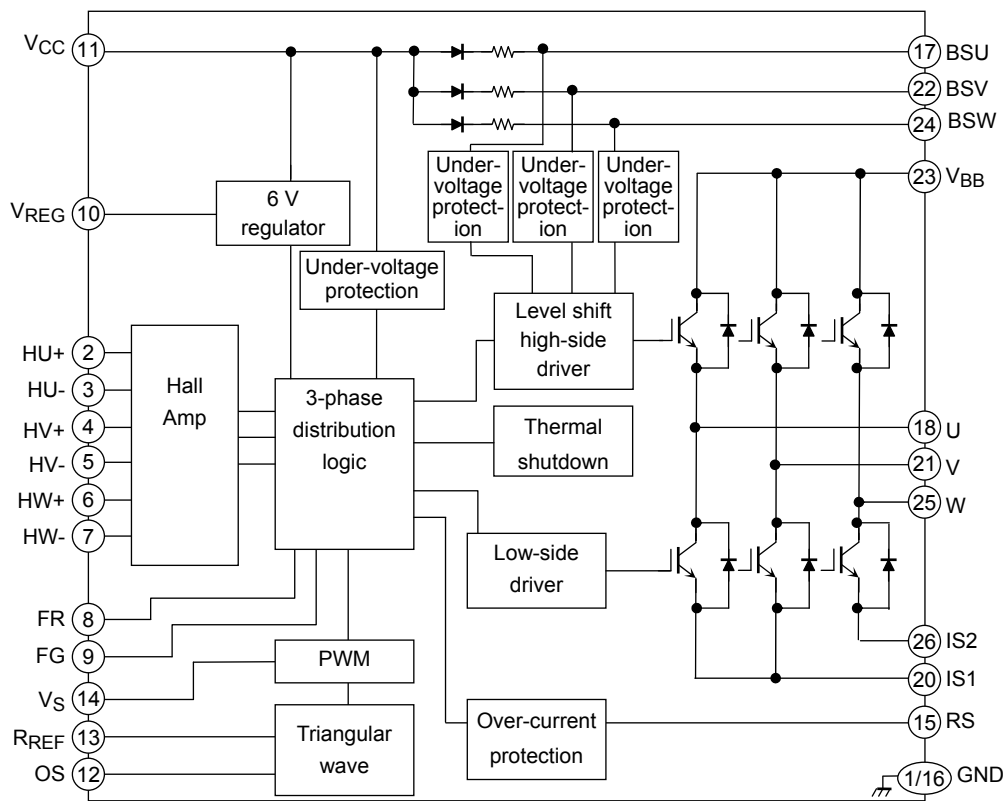 VCC
11
17
BSU
22
BSV
24
BSW
Under-
voltage
protect-
ion
Under-
voltage
protect-
ion
Under-
voltage
protect-
ion
23
VBB
VREG
10
6 V
regulator
Under-voltage
protection
Level shift
high-side
driver
HU+
2
HU-
3
HV+
4
HV-
5
HW+
6
HW-
7
Hall
Amp
3-phase
distribution
logic
Thermal
shutdown
18
U
21
V
25
W
Low-side
driver
FR
8
FG
9
VS
14
RREF
13
OS
12
PWM
Triangular
wave
Over-current
protection
26
IS2
20
IS1
15
RS
1/16
GND